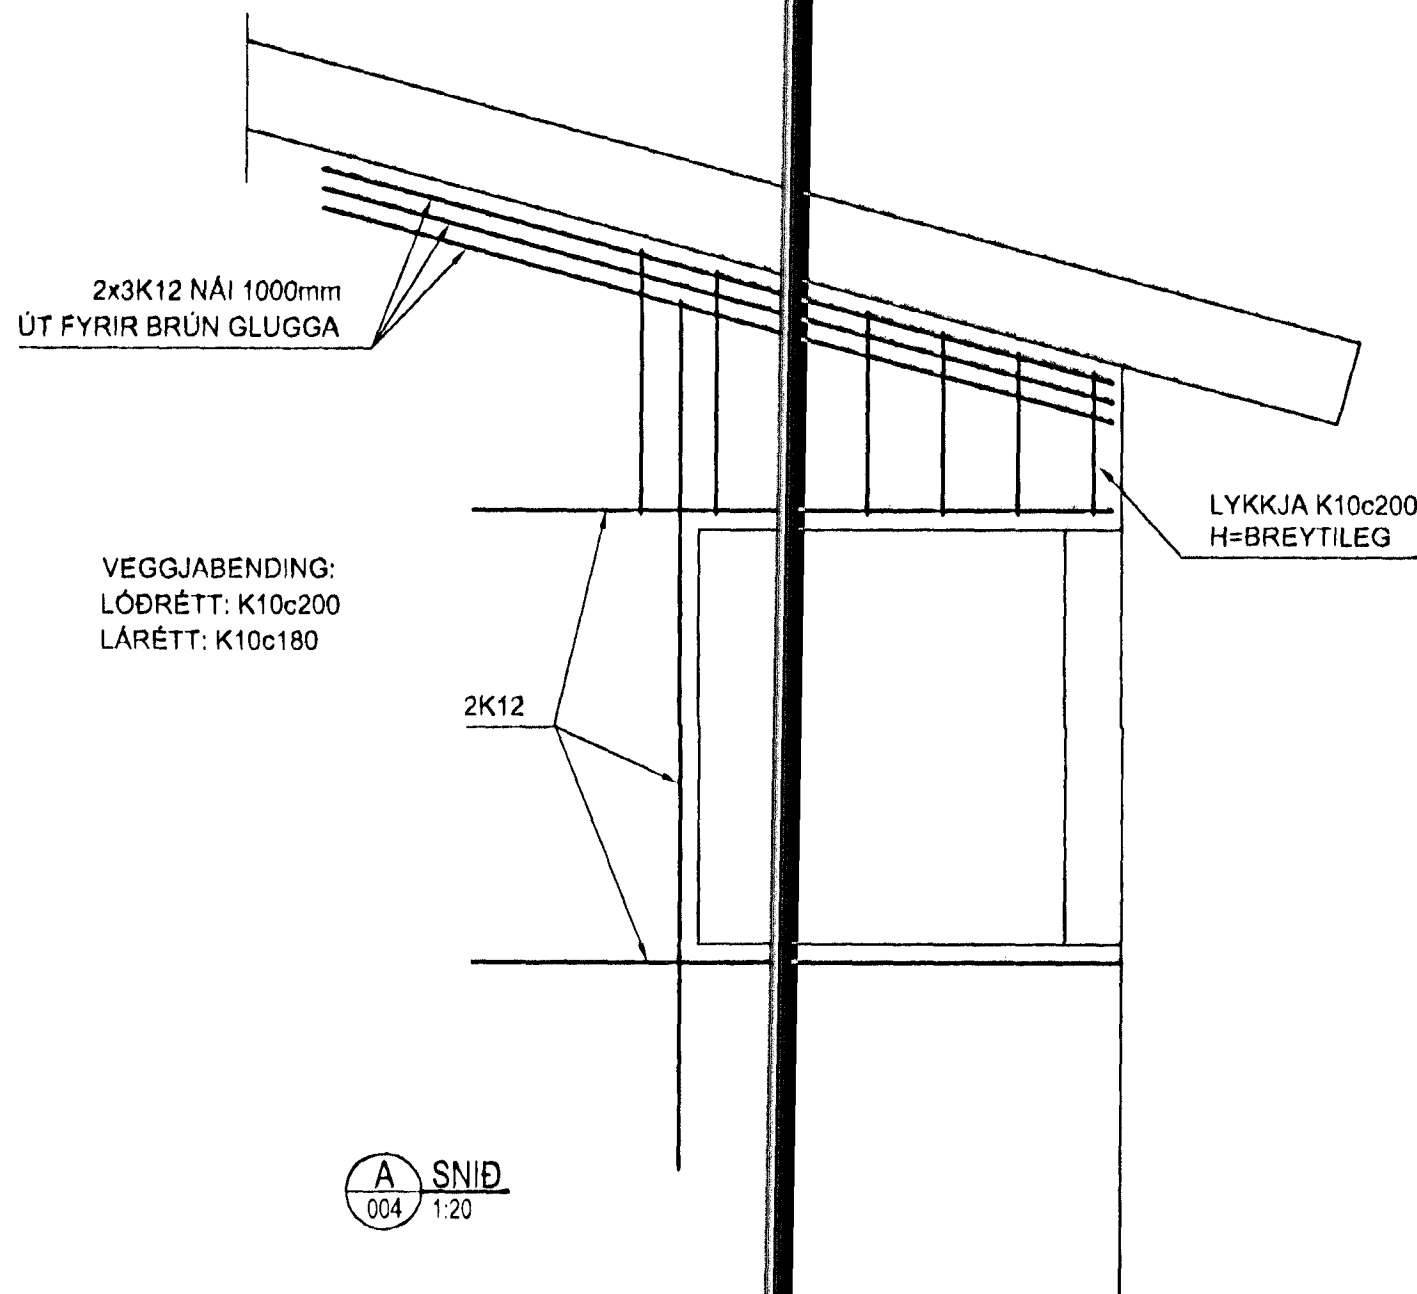 2x3K12 NÁI 1000mm
ÚT FYRIR BRÚN GLUGGA
LYKKJA K10c200
H=BREYTILEG
VEGGJABENDING:
LÓÐRÉTT: K10c200
LÁRÉTT: K10c180
2K12
A SNIÐ
004 1:20